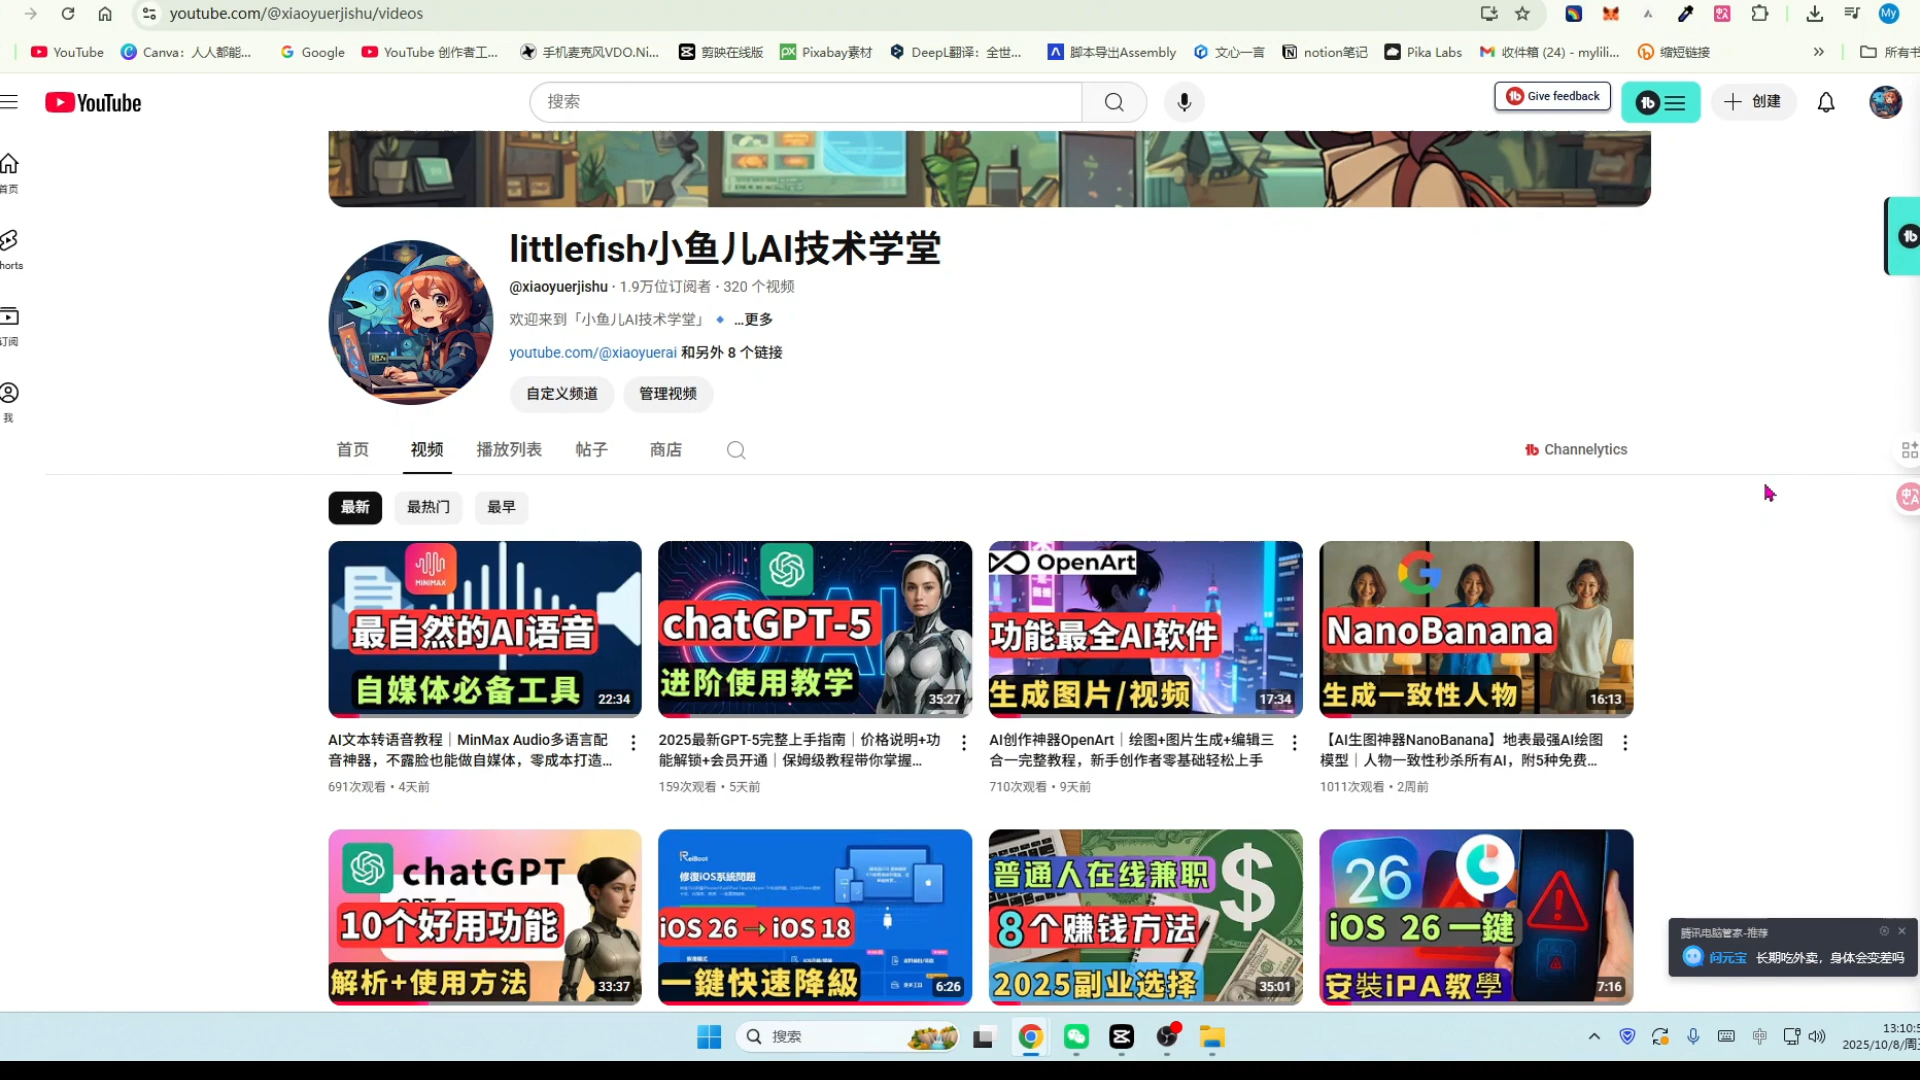 youtube.com/@xiaoyuerjishu/videos
YouTube
Canva：人人都能...
Google
YouTube 创作者工...
手机麦克风VDO.Ni...
剪映在线版
Pixabay素材
DeepL翻译：全世...
脚本导出Assembly
文心一言
notion笔记
Pika Labs
收件箱 (24) - mylili...
缩短链接
所有书
YouTube
搜索
Give feedback
创建
首页
horts
订阅
我
littlefish小鱼儿AI技术学堂
@xiaoyuerjishu · 1.9万位订阅者 · 320 个视频
欢迎来到「小鱼儿AI技术学堂」 🔹 ...更多
youtube.com/@xiaoyuerai 和另外 8 个链接
自定义频道
管理视频
首页
视频
播放列表
帖子
商店
Channelytics
最新
最热门
最早
MINIMAX
最自然的AI语音
自媒体必备工具
22:34
chatGPT-5
进阶使用教学
35:27
OpenArt
功能最全AI软件
生成图片/视频
17:34
NanoBanana
生成一致性人物
16:13
AI文本转语音教程｜MinMax Audio多语言配
音神器，不露脸也能做自媒体，零成本打造...
691次观看 • 4天前
2025最新GPT-5完整上手指南｜价格说明+功
能解锁+会员开通｜保姆级教程带你掌握...
159次观看 • 5天前
AI创作神器OpenArt｜绘图+图片生成+编辑三
合一完整教程，新手创作者零基础轻松上手
710次观看 • 9天前
【AI生图神器NanoBanana】地表最强AI绘图
模型｜人物一致性秒杀所有AI，附5种免费...
1011次观看 • 2周前
chatGPT
10个好用功能
解析+使用方法
33:37
ReiBoot
修復iOS系統問題
iOS 26→iOS 18
一鍵快速降級
6:26
普通人在线兼职
8个赚钱方法
2025副业选择
35:01
26
iOS 26一鍵
安裝iPA教學
7:16
腾讯电脑管家-推荐
问元宝 长期吃外卖，身体会变差吗
搜索
中
13:10:5
2025/10/8/周三